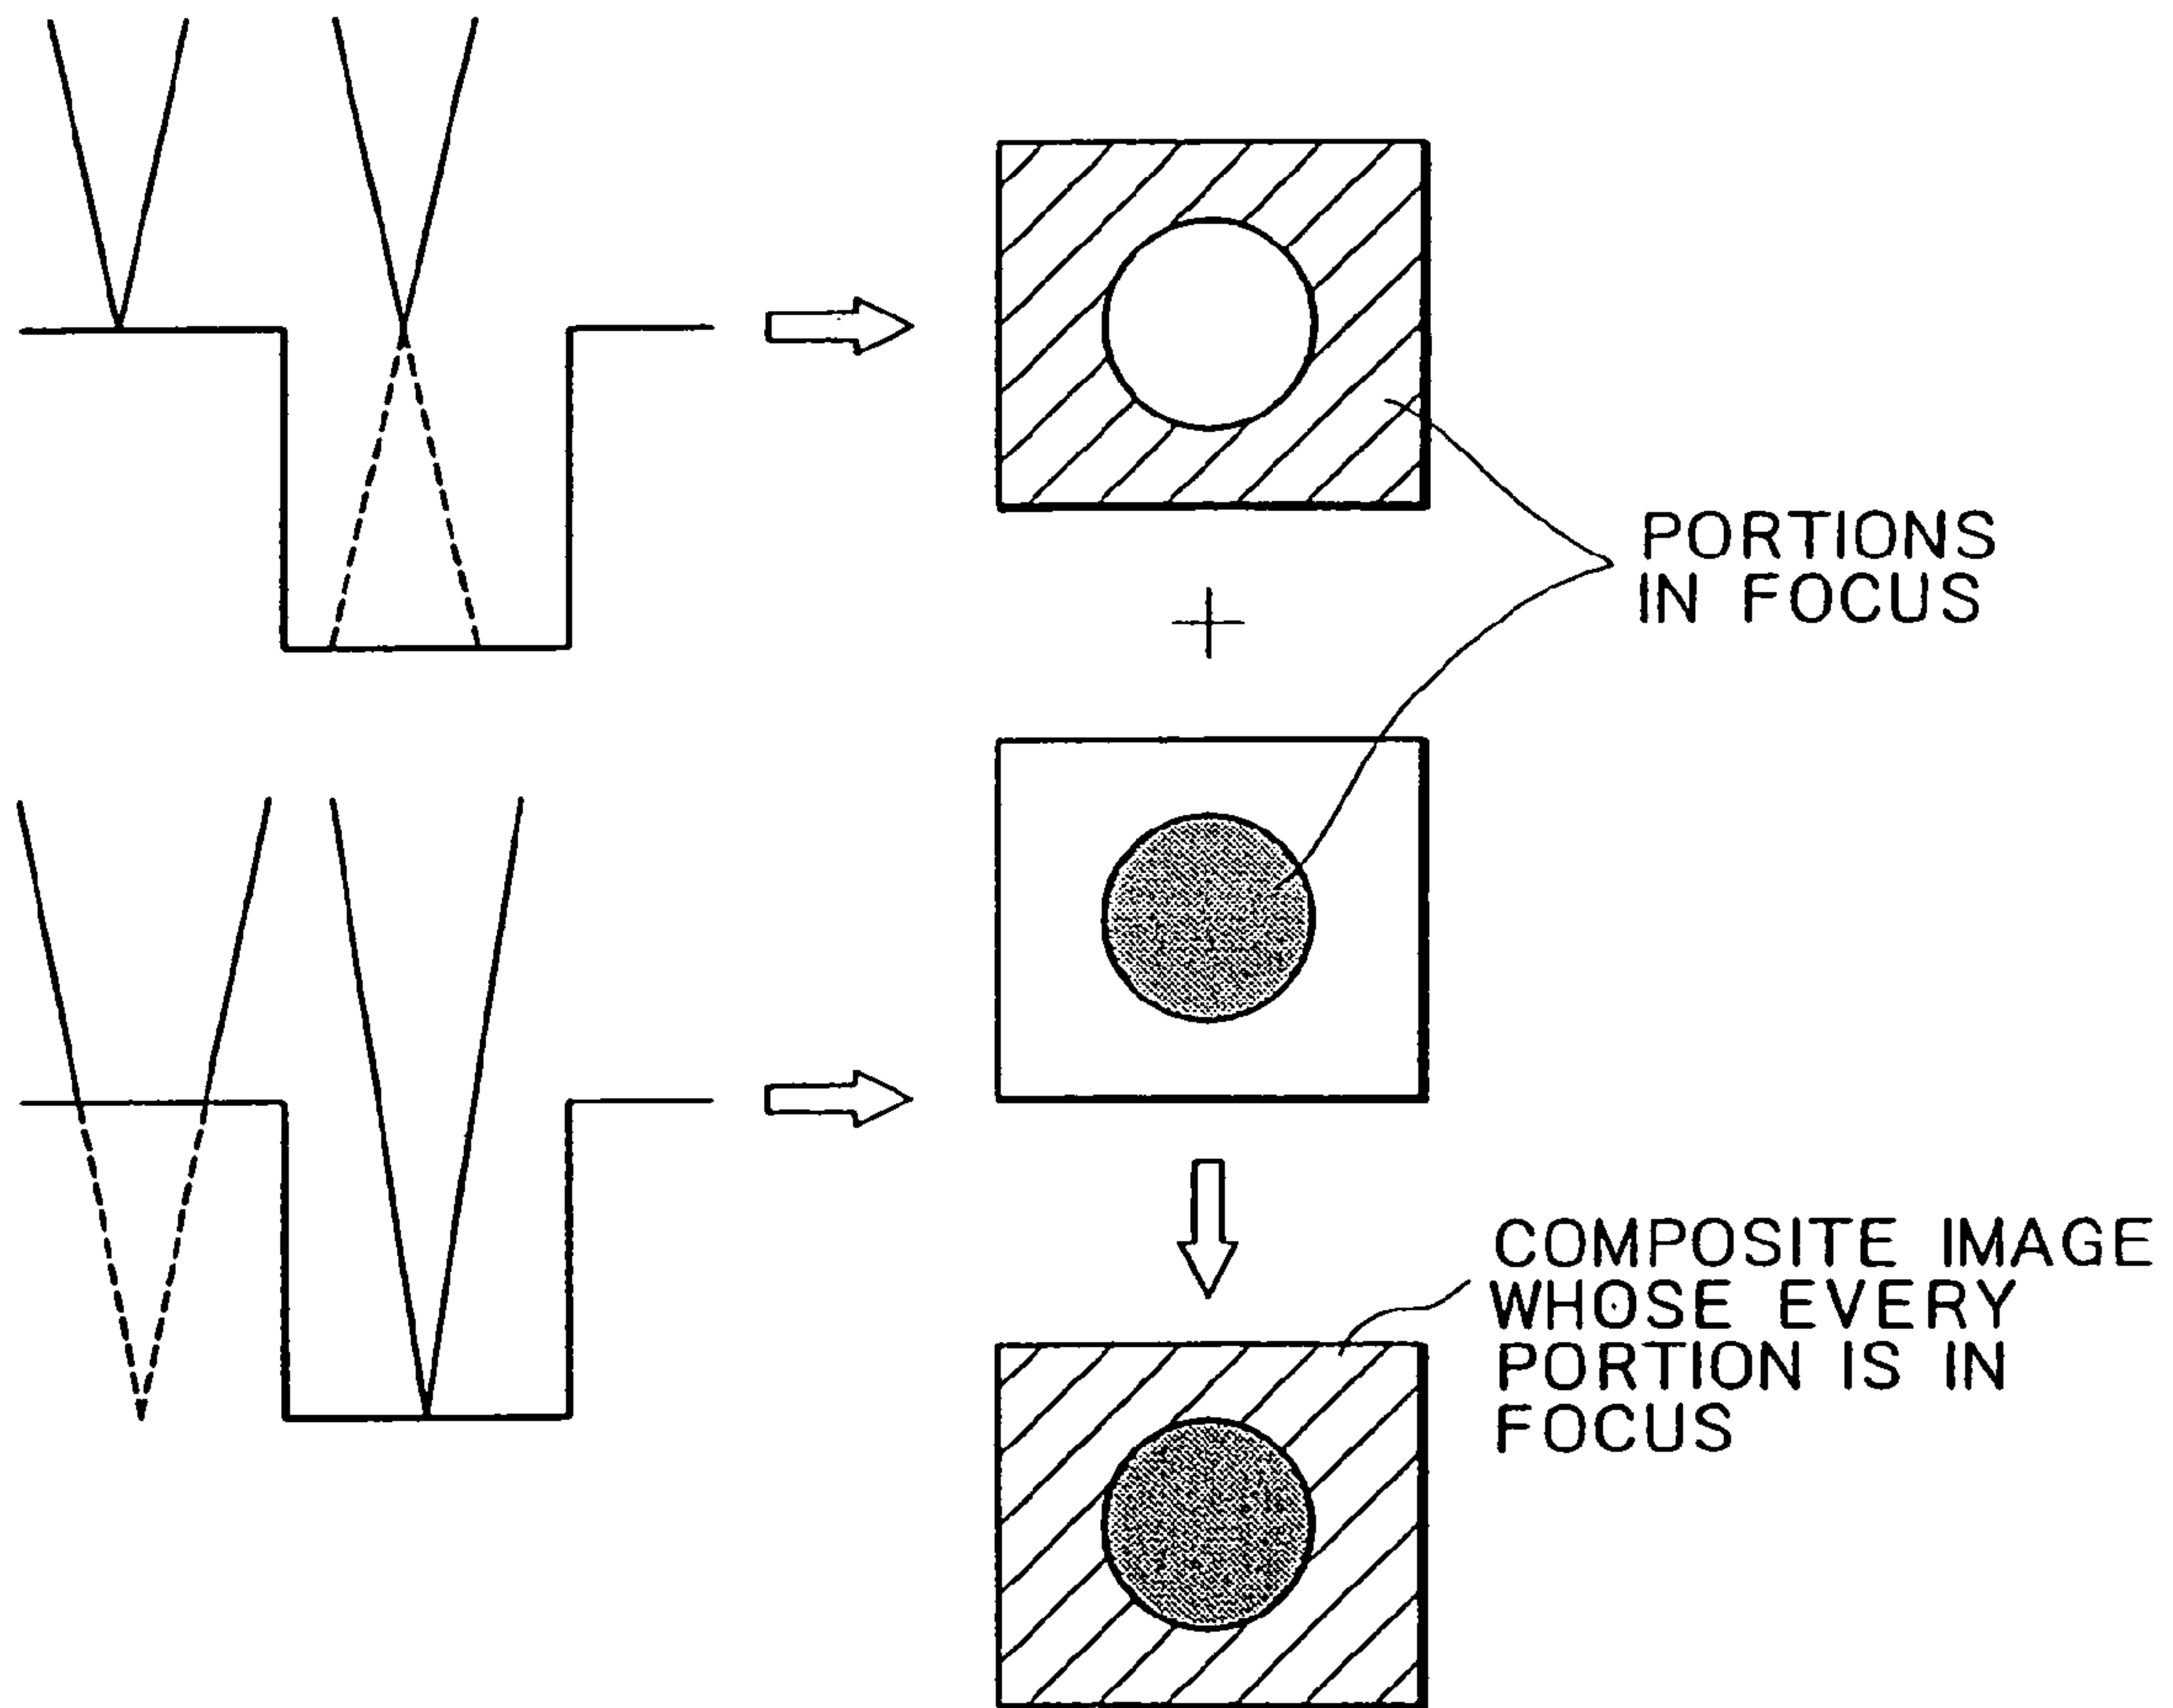 PORTIONS
IN FOCUS
COMPOSITE IMAGE
WHOSE EVERY
PORTION IS IN
FOCUS